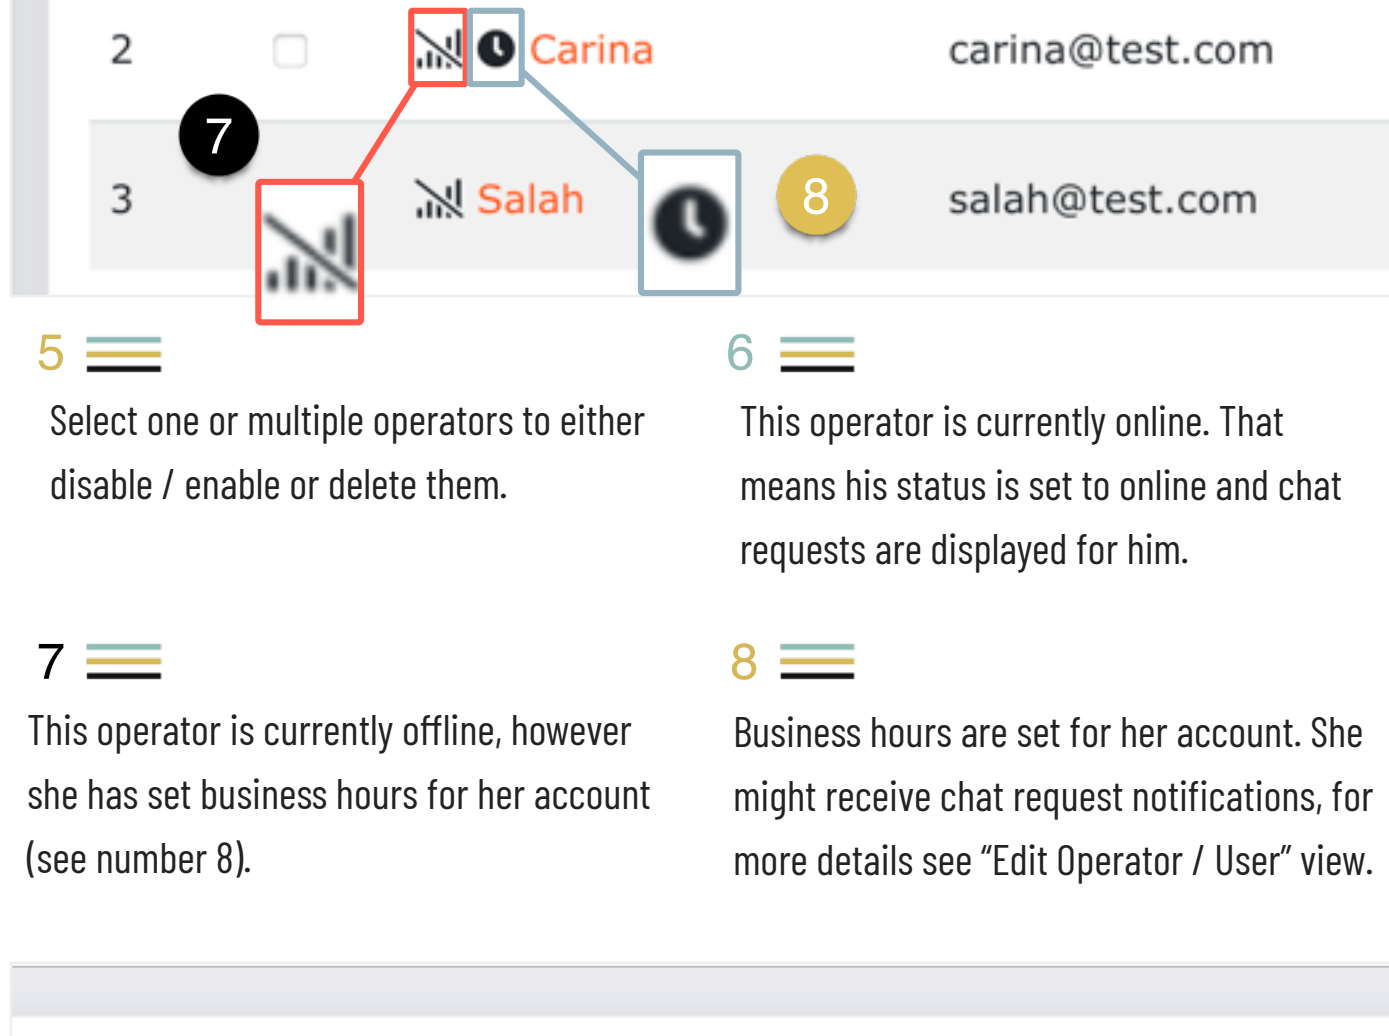 2 Carina carina@test.com
7
3 Salah 8 salah@test.com
5
Select one or multiple operators to either
disable / enable or delete them.
6
This operator is currently online. That
means his status is set to online and chat
requests are displayed for him.
7
This operator is currently offline, however
she has set business hours for her account
(see number 8).
8
Business hours are set for her account. She
might receive chat request notifications, for
more details see “Edit Operator / User” view.